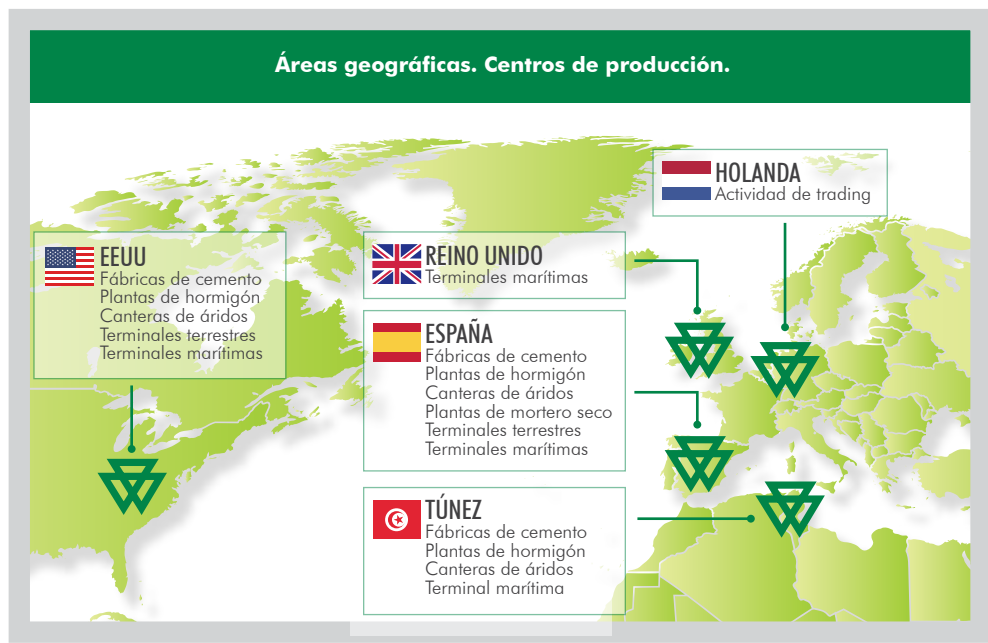 Áreas geográficas. Centros de producción.
HOLANDA
Actividad de trading
EEUU
Fábricas de cemento
Plantas de hormigón
Canteras de áridos
Terminales terrestres
Terminales marítimas
REINO UNIDO
Terminales marítimas
ESPAÑA
Fábricas de cemento
Plantas de hormigón
Canteras de áridos
Plantas de mortero seco
Terminales terrestres
Terminales marítimas
TÚNEZ
Fábricas de cemento
Plantas de hormigón
Canteras de áridos
Terminal marítima